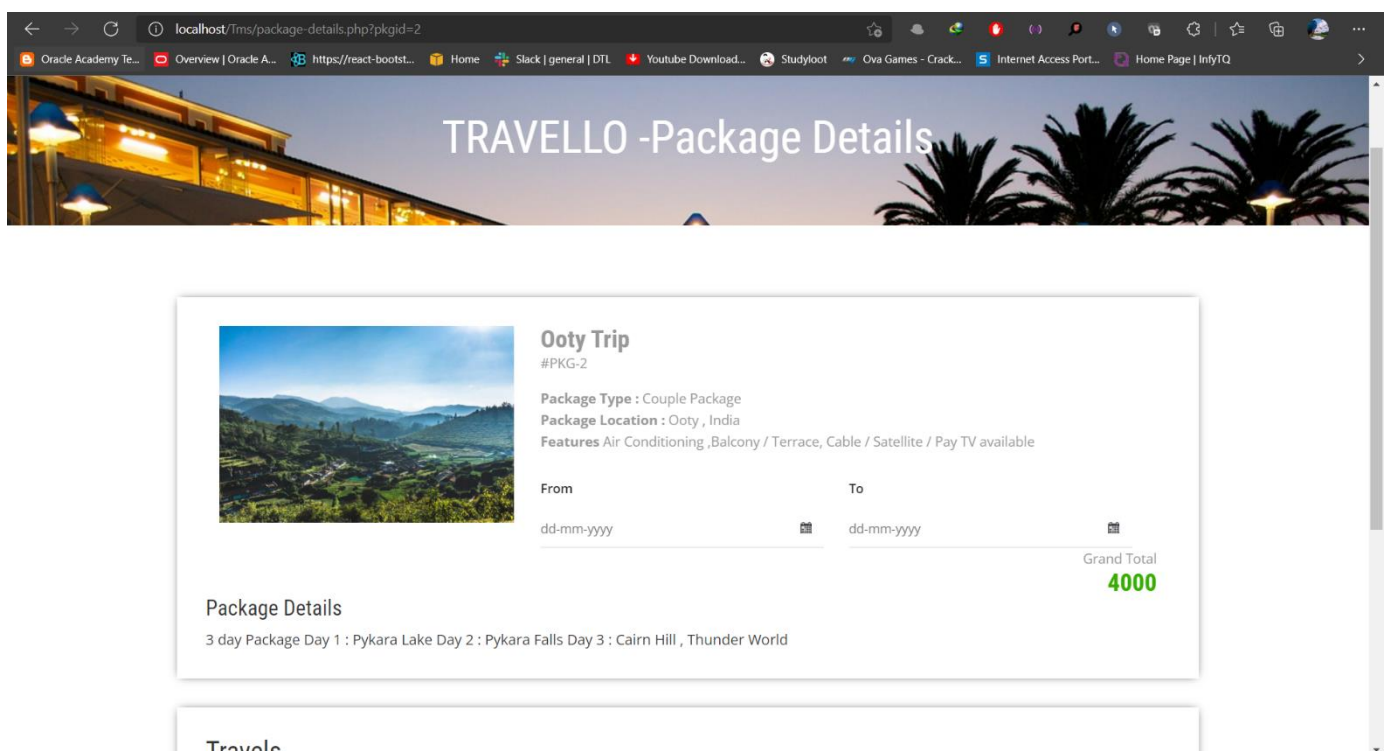 localhost/Tms/package-details.php?pkgid=2
Oracle Academy Te... Overview | Oracle A... https://react-bootst... Home Slack | general | DTL Youtube Download... Studyloot Ova Games - Crack... Internet Access Port... Home Page | InfyTQ
TRAVELLO -Package Details
Ooty Trip
#PKG-2
Package Type : Couple Package
Package Location : Ooty , India
Features Air Conditioning ,Balcony / Terrace, Cable / Satellite / Pay TV available
From To
dd-mm-yyyy dd-mm-yyyy
Grand Total
4000
Package Details
3 day Package Day 1 : Pykara Lake Day 2 : Pykara Falls Day 3 : Cairn Hill , Thunder World
Travels